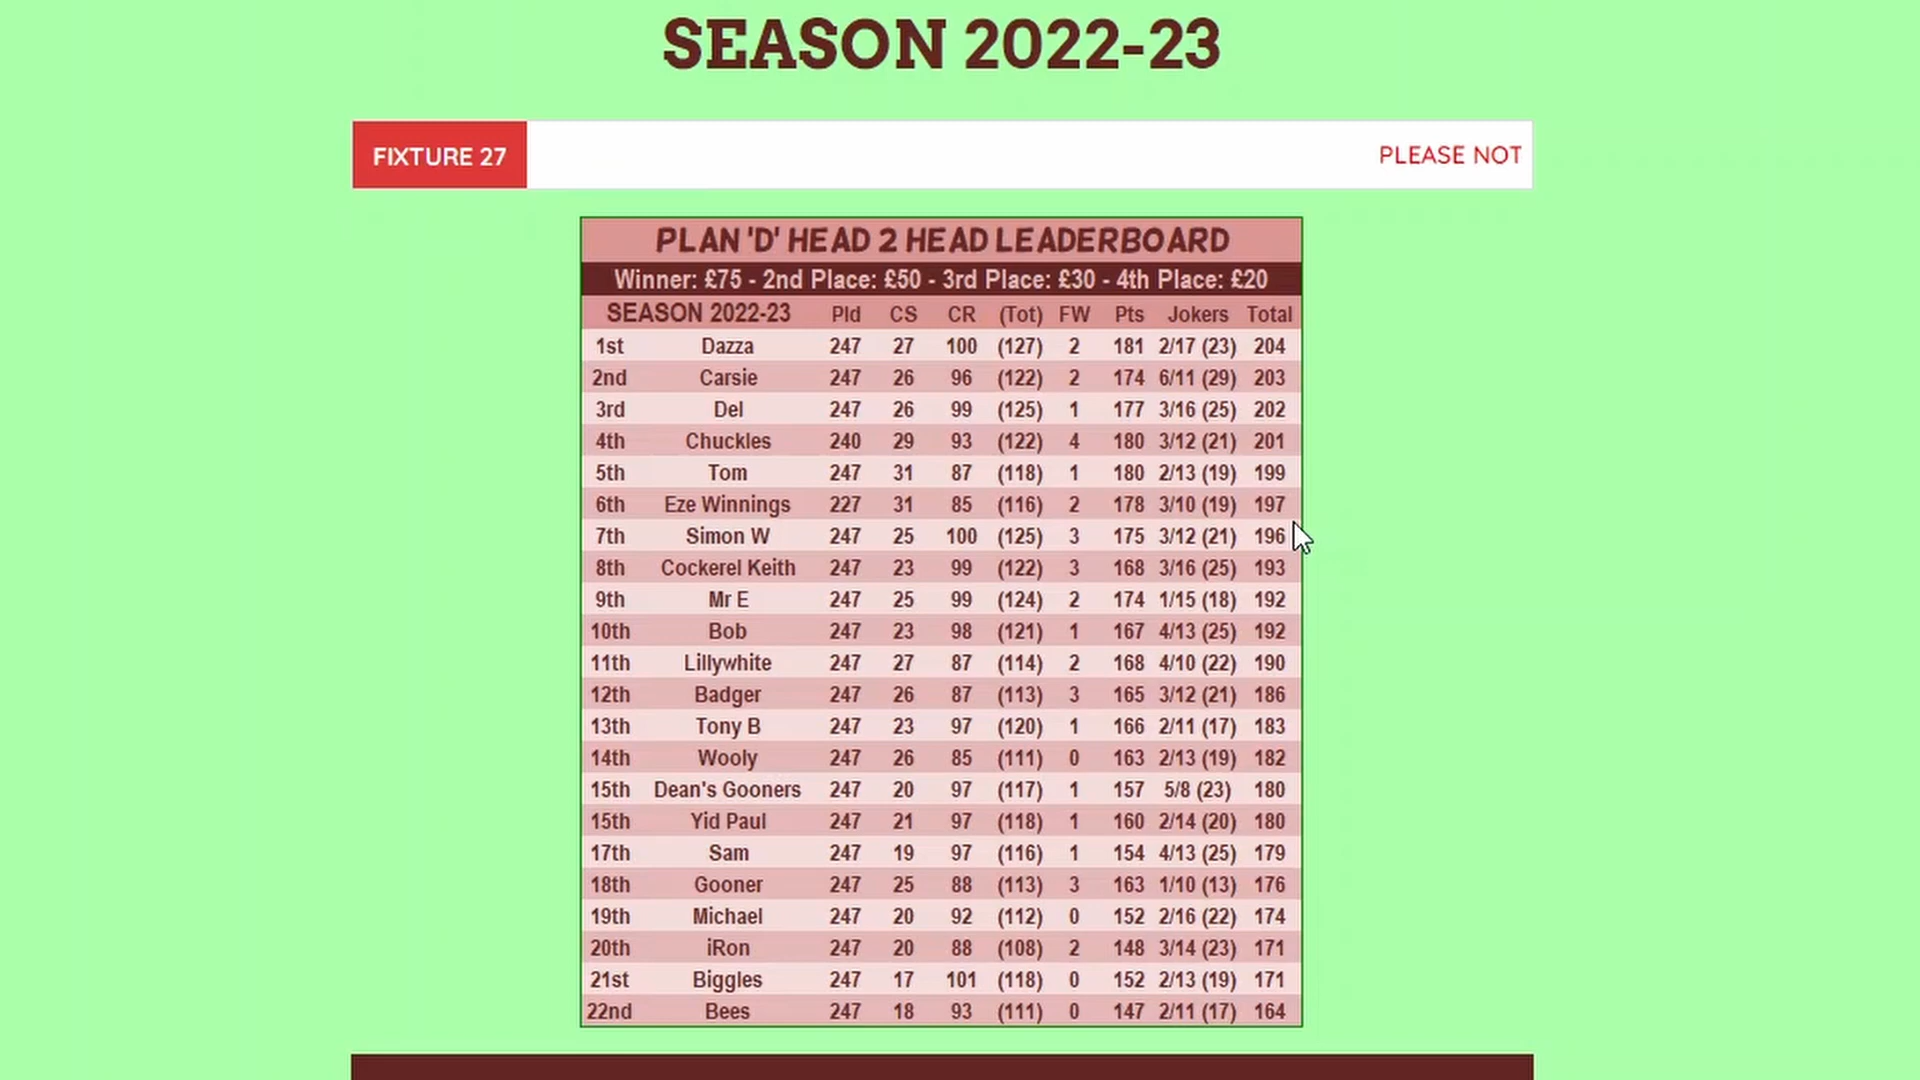 SEASON 2022-23
FIXTURE 27 PLEASE NOT
PLAN 'D' HEAD 2 HEAD LEADERBOARD
Winner: £75 - 2nd Place: £50 - 3rd Place: £30 - 4th Place: £20
SEASON 2022-23 Pld CS CR (Tot) FW Pts Jokers Total
1st Dazza 247 27 100 (127) 2 181 2/17 (23) 204
2nd Carsie 247 26 96 (122) 2 174 6/11 (29) 203
3rd Del 247 26 99 (125) 1 177 3/16 (25) 202
4th Chuckles 240 29 93 (122) 4 180 3/12 (21) 201
5th Tom 247 31 87 (118) 1 180 2/13 (19) 199
6th Eze Winnings 227 31 85 (116) 2 178 3/10 (19) 197
7th Simon W 247 25 100 (125) 3 175 3/12 (21) 196
8th Cockerel Keith 247 23 99 (122) 3 168 3/16 (25) 193
9th Mr E 247 25 99 (124) 2 174 1/15 (18) 192
10th Bob 247 23 98 (121) 1 167 4/13 (25) 192
11th Lillywhite 247 27 87 (114) 2 168 4/10 (22) 190
12th Badger 247 26 87 (113) 3 165 3/12 (21) 186
13th Tony B 247 23 97 (120) 1 166 2/11 (17) 183
14th Wooly 247 26 85 (111) 0 163 2/13 (19) 182
15th Dean's Gooners 247 20 97 (117) 1 157 5/8 (23) 180
15th Yid Paul 247 21 97 (118) 1 160 2/14 (20) 180
17th Sam 247 19 97 (116) 1 154 4/13 (25) 179
18th Gooner 247 25 88 (113) 3 163 1/10 (13) 176
19th Michael 247 20 92 (112) 0 152 2/16 (22) 174
20th iRon 247 20 88 (108) 2 148 3/14 (23) 171
21st Biggles 247 17 101 (118) 0 152 2/13 (19) 171
22nd Bees 247 18 93 (111) 0 147 2/11 (17) 164